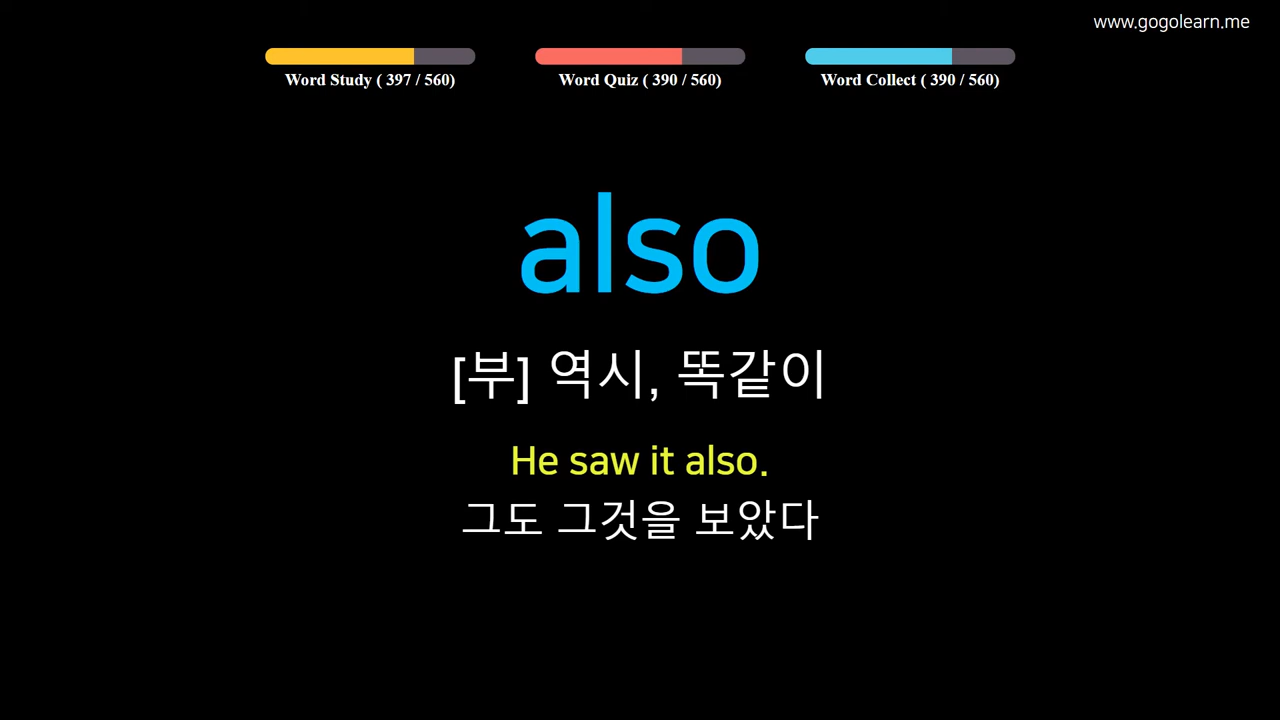 www.gogolearn.me
Word Study ( 397 / 560) Word Quiz ( 390 / 560) Word Collect ( 390 / 560)
also
[부] 역시, 똑같이
He saw it also.
그도 그것을 보았다